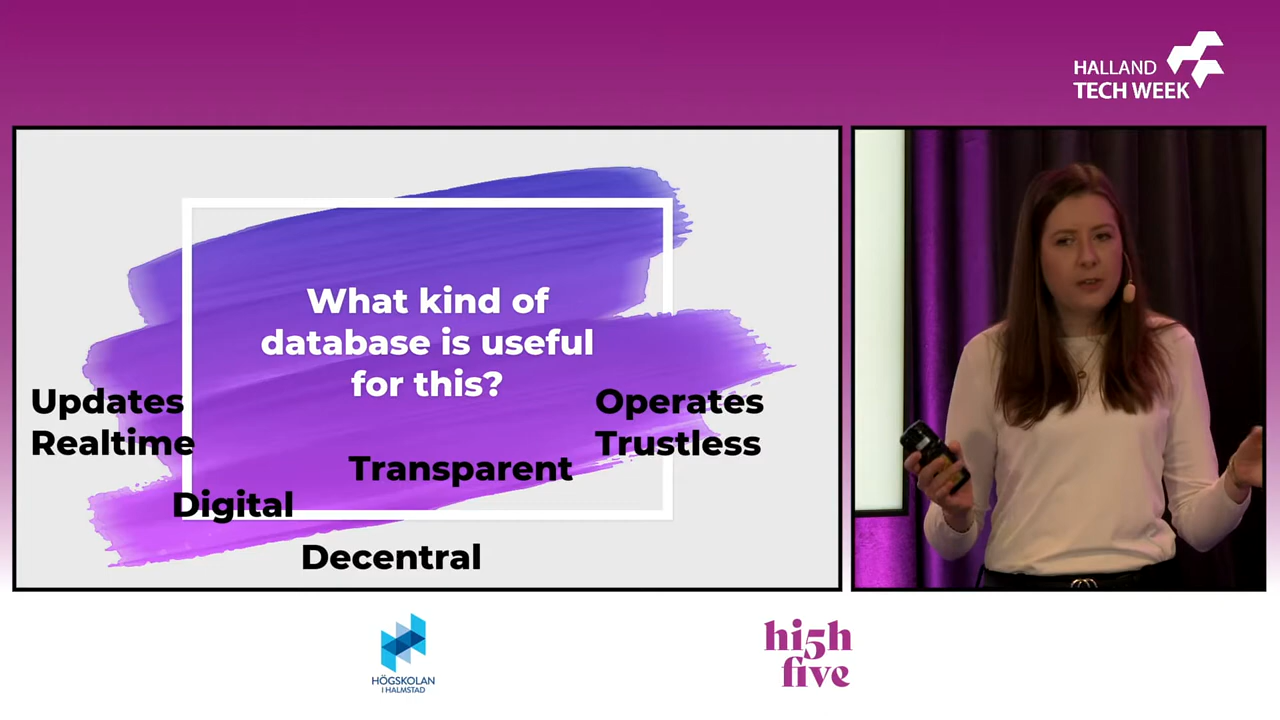 HALLAND
TECH WEEK
What kind of
database is useful
for this?
Updates
Realtime
Operates
Trustless
Transparent
Digital
Decentral
HÖGSKOLAN
I HALMSTAD
hi5h
five